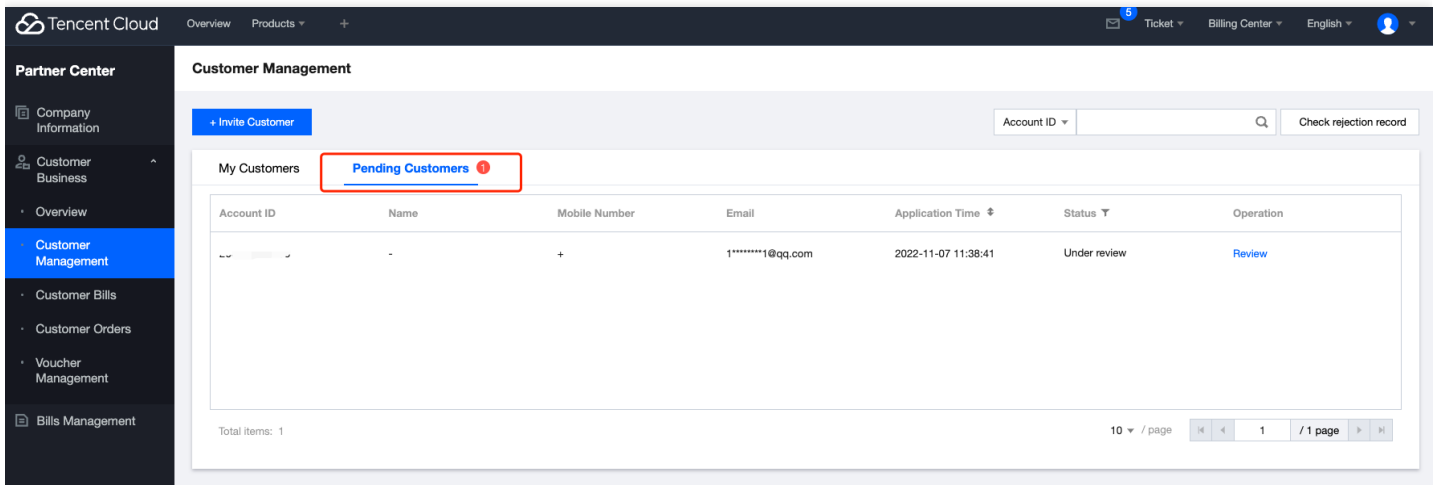 Tencent Cloud Overview Products + 5 Ticket Billing Center English
Partner Center
Company
Information
Customer
Business
Overview
Customer
Management
Customer Bills
Customer Orders
Voucher
Management
Bills Management
Customer Management
+ Invite Customer Account ID Check rejection record
My Customers Pending Customers 1
Account ID Name Mobile Number Email Application Time Status Operation
- + 1********1@qq.com 2022-11-07 11:38:41 Under review Review
Total items: 1 10 / page 1 / 1 page